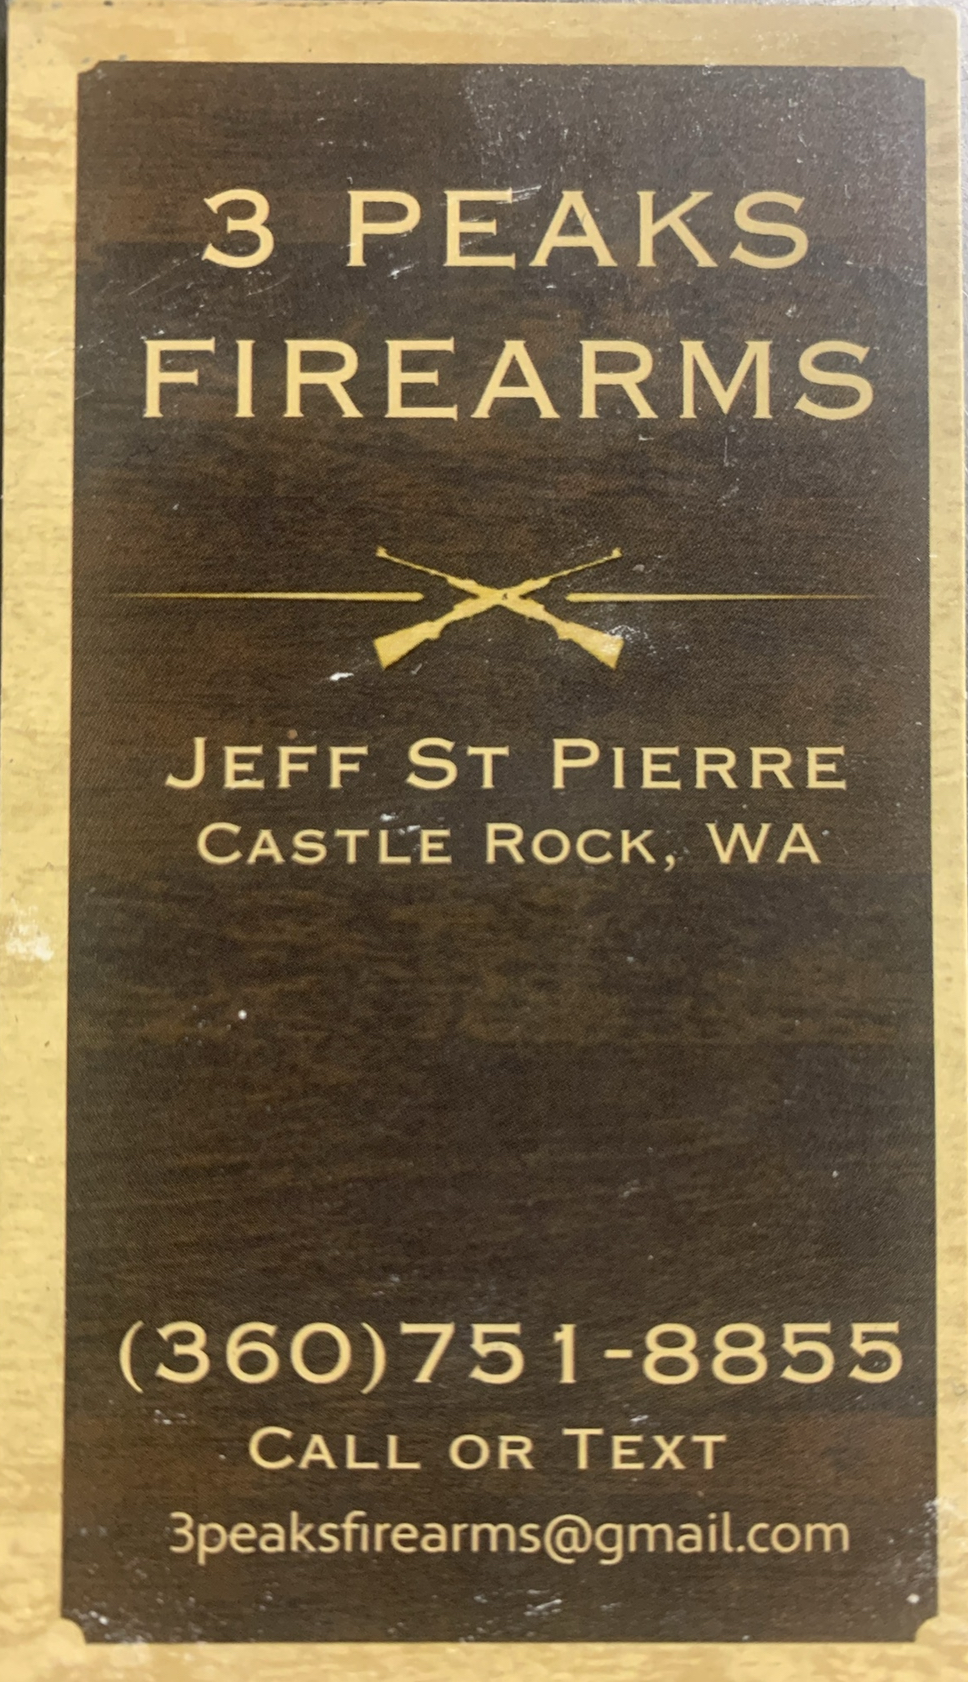 3 PEAKS
FIREARMS
JEFF ST PIERRE
CASTLE ROCK, WA
(360)751-8855
CALL OR TEXT
3peaksfirearms@gmail.com